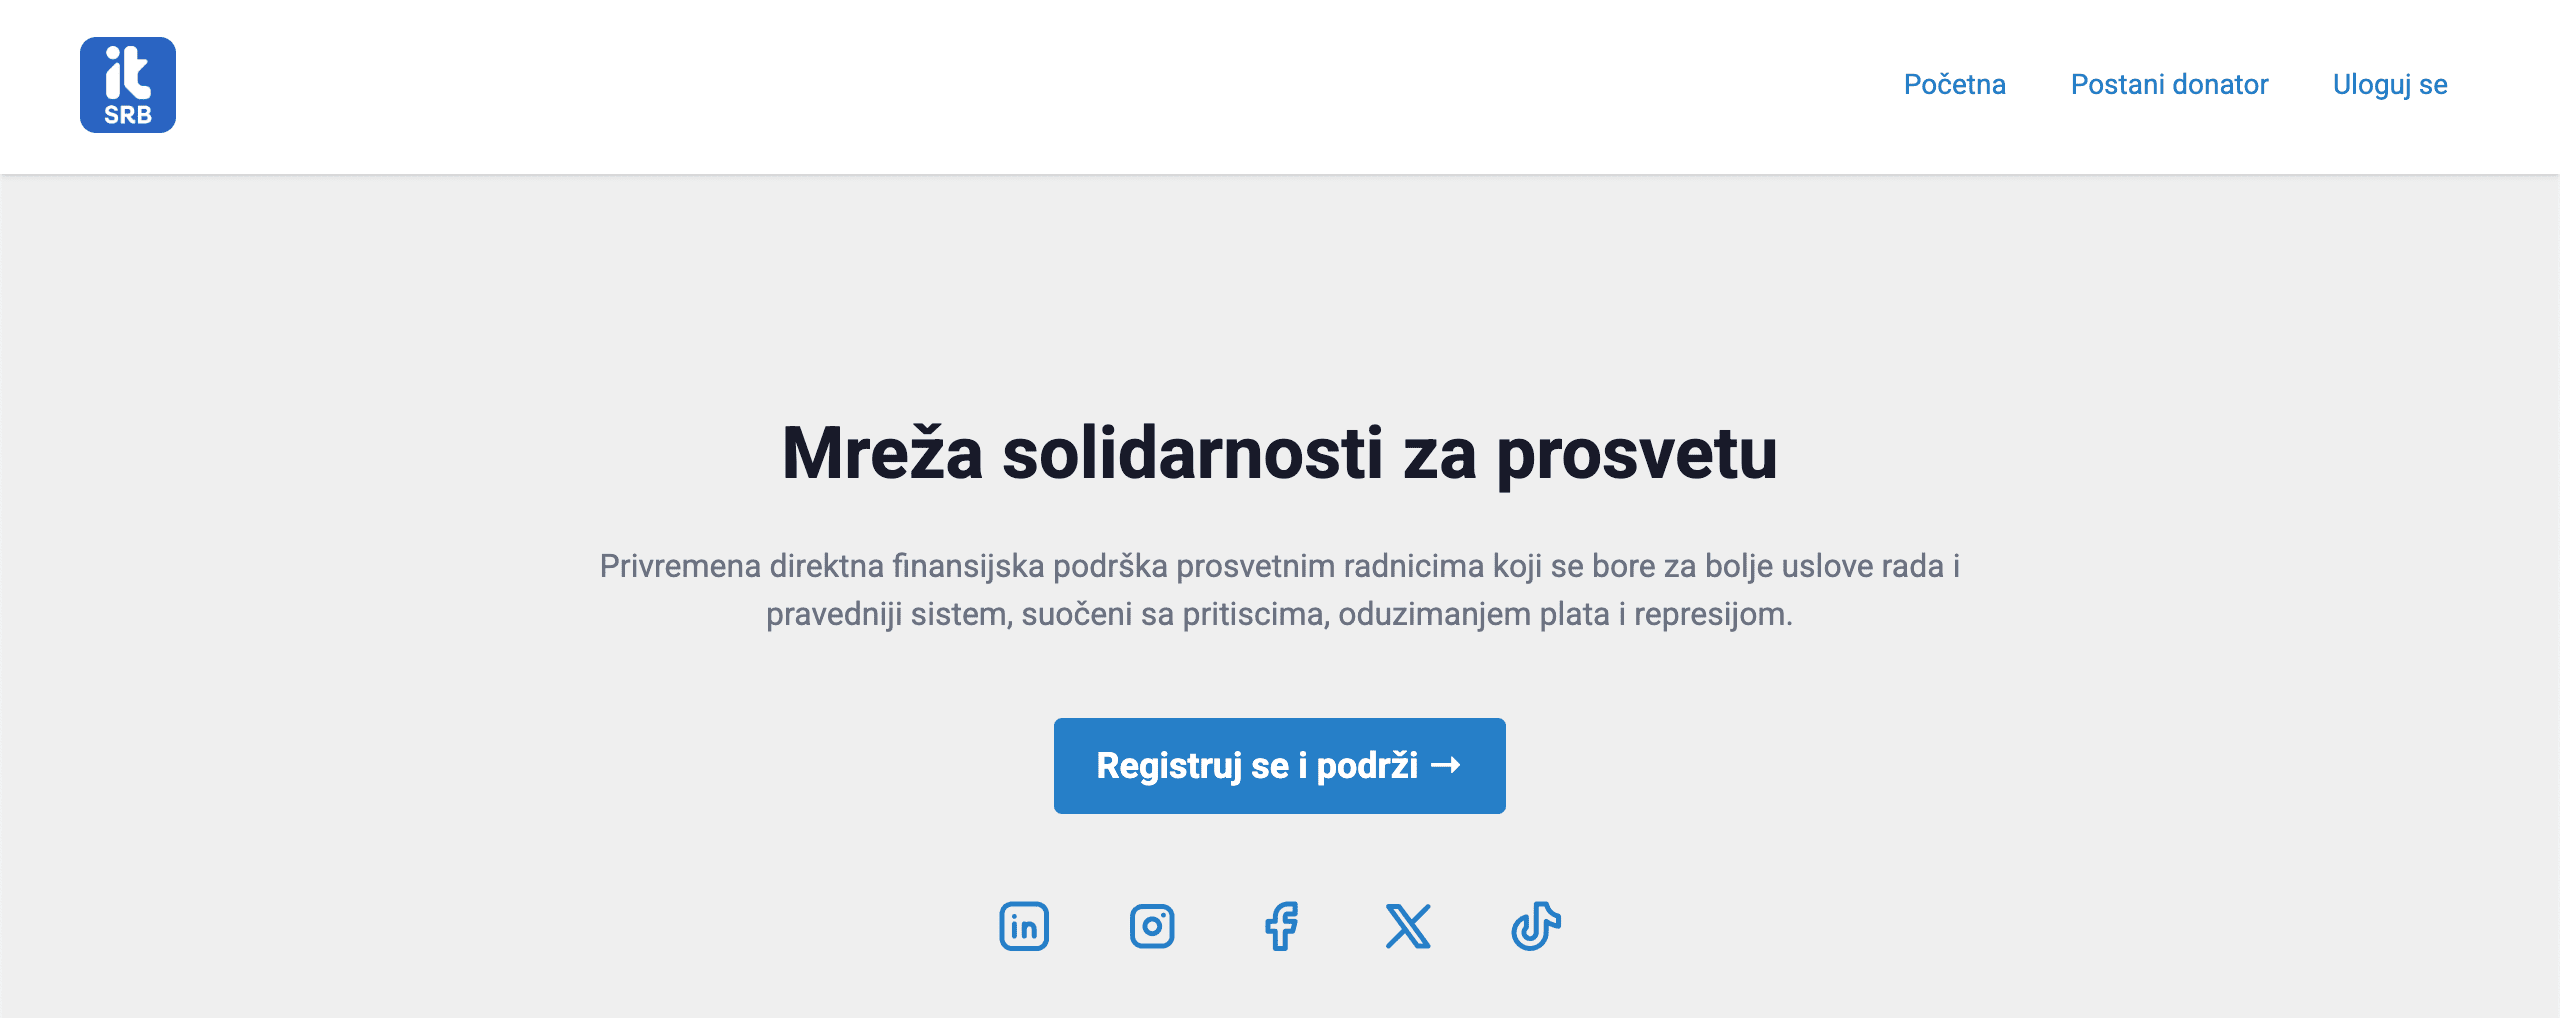 it
SRB
Početna
Postani donator
Uloguj se
Mreža solidarnosti za prosvetu
Privremena direktna finansijska podrška prosvetnim radnicima koji se bore za bolje uslove rada i
pravedniji sistem, suočeni sa pritiscima, oduzimanjem plata i represijom.
Registruj se i podrži →